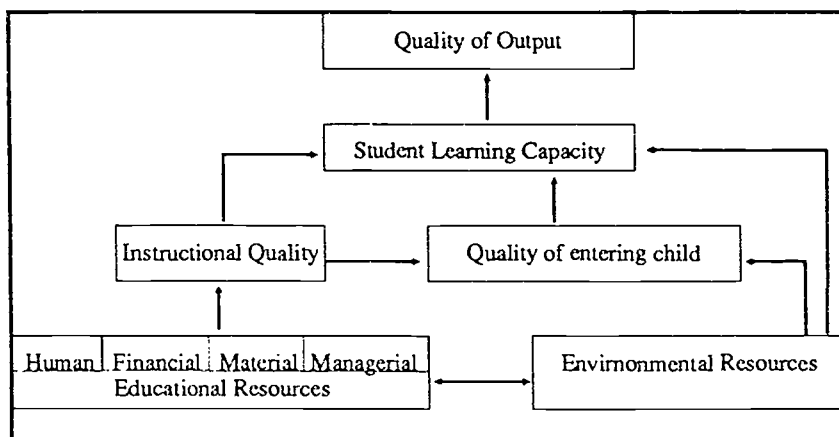 Quality of Output
Student Learning Capacity
Instructional Quality
Quality of entering child
Human Financial Material Managerial
Educational Resources
Envirnonmental Resources